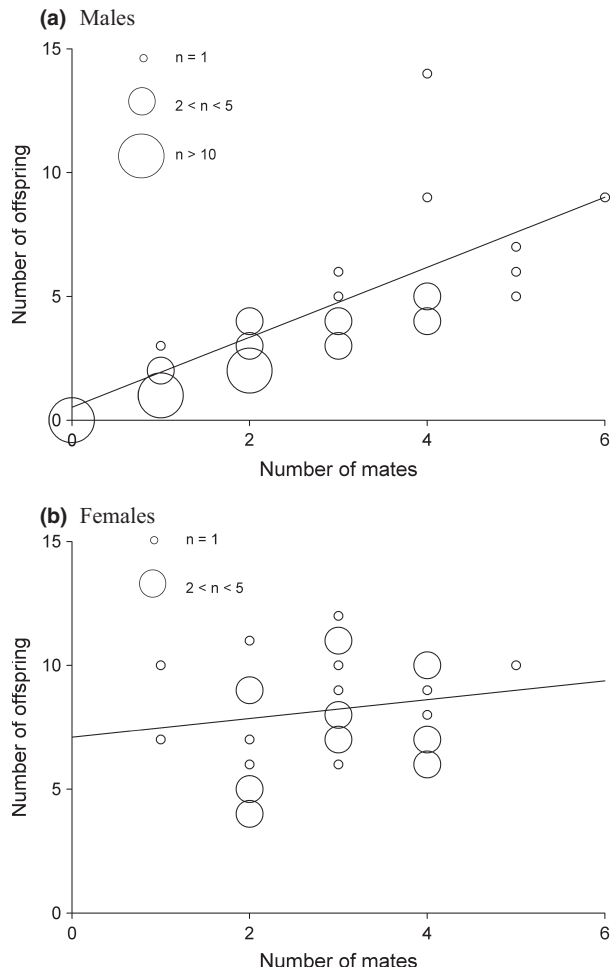 (a) Males
15
n = 1
2 < n < 5
n > 10
10
5
0
0 2 4 6
Number of offspring
Number of mates
(b) Females
15
n = 1
2 < n < 5
10
5
0
0 2 4 6
Number of offspring
Number of mates